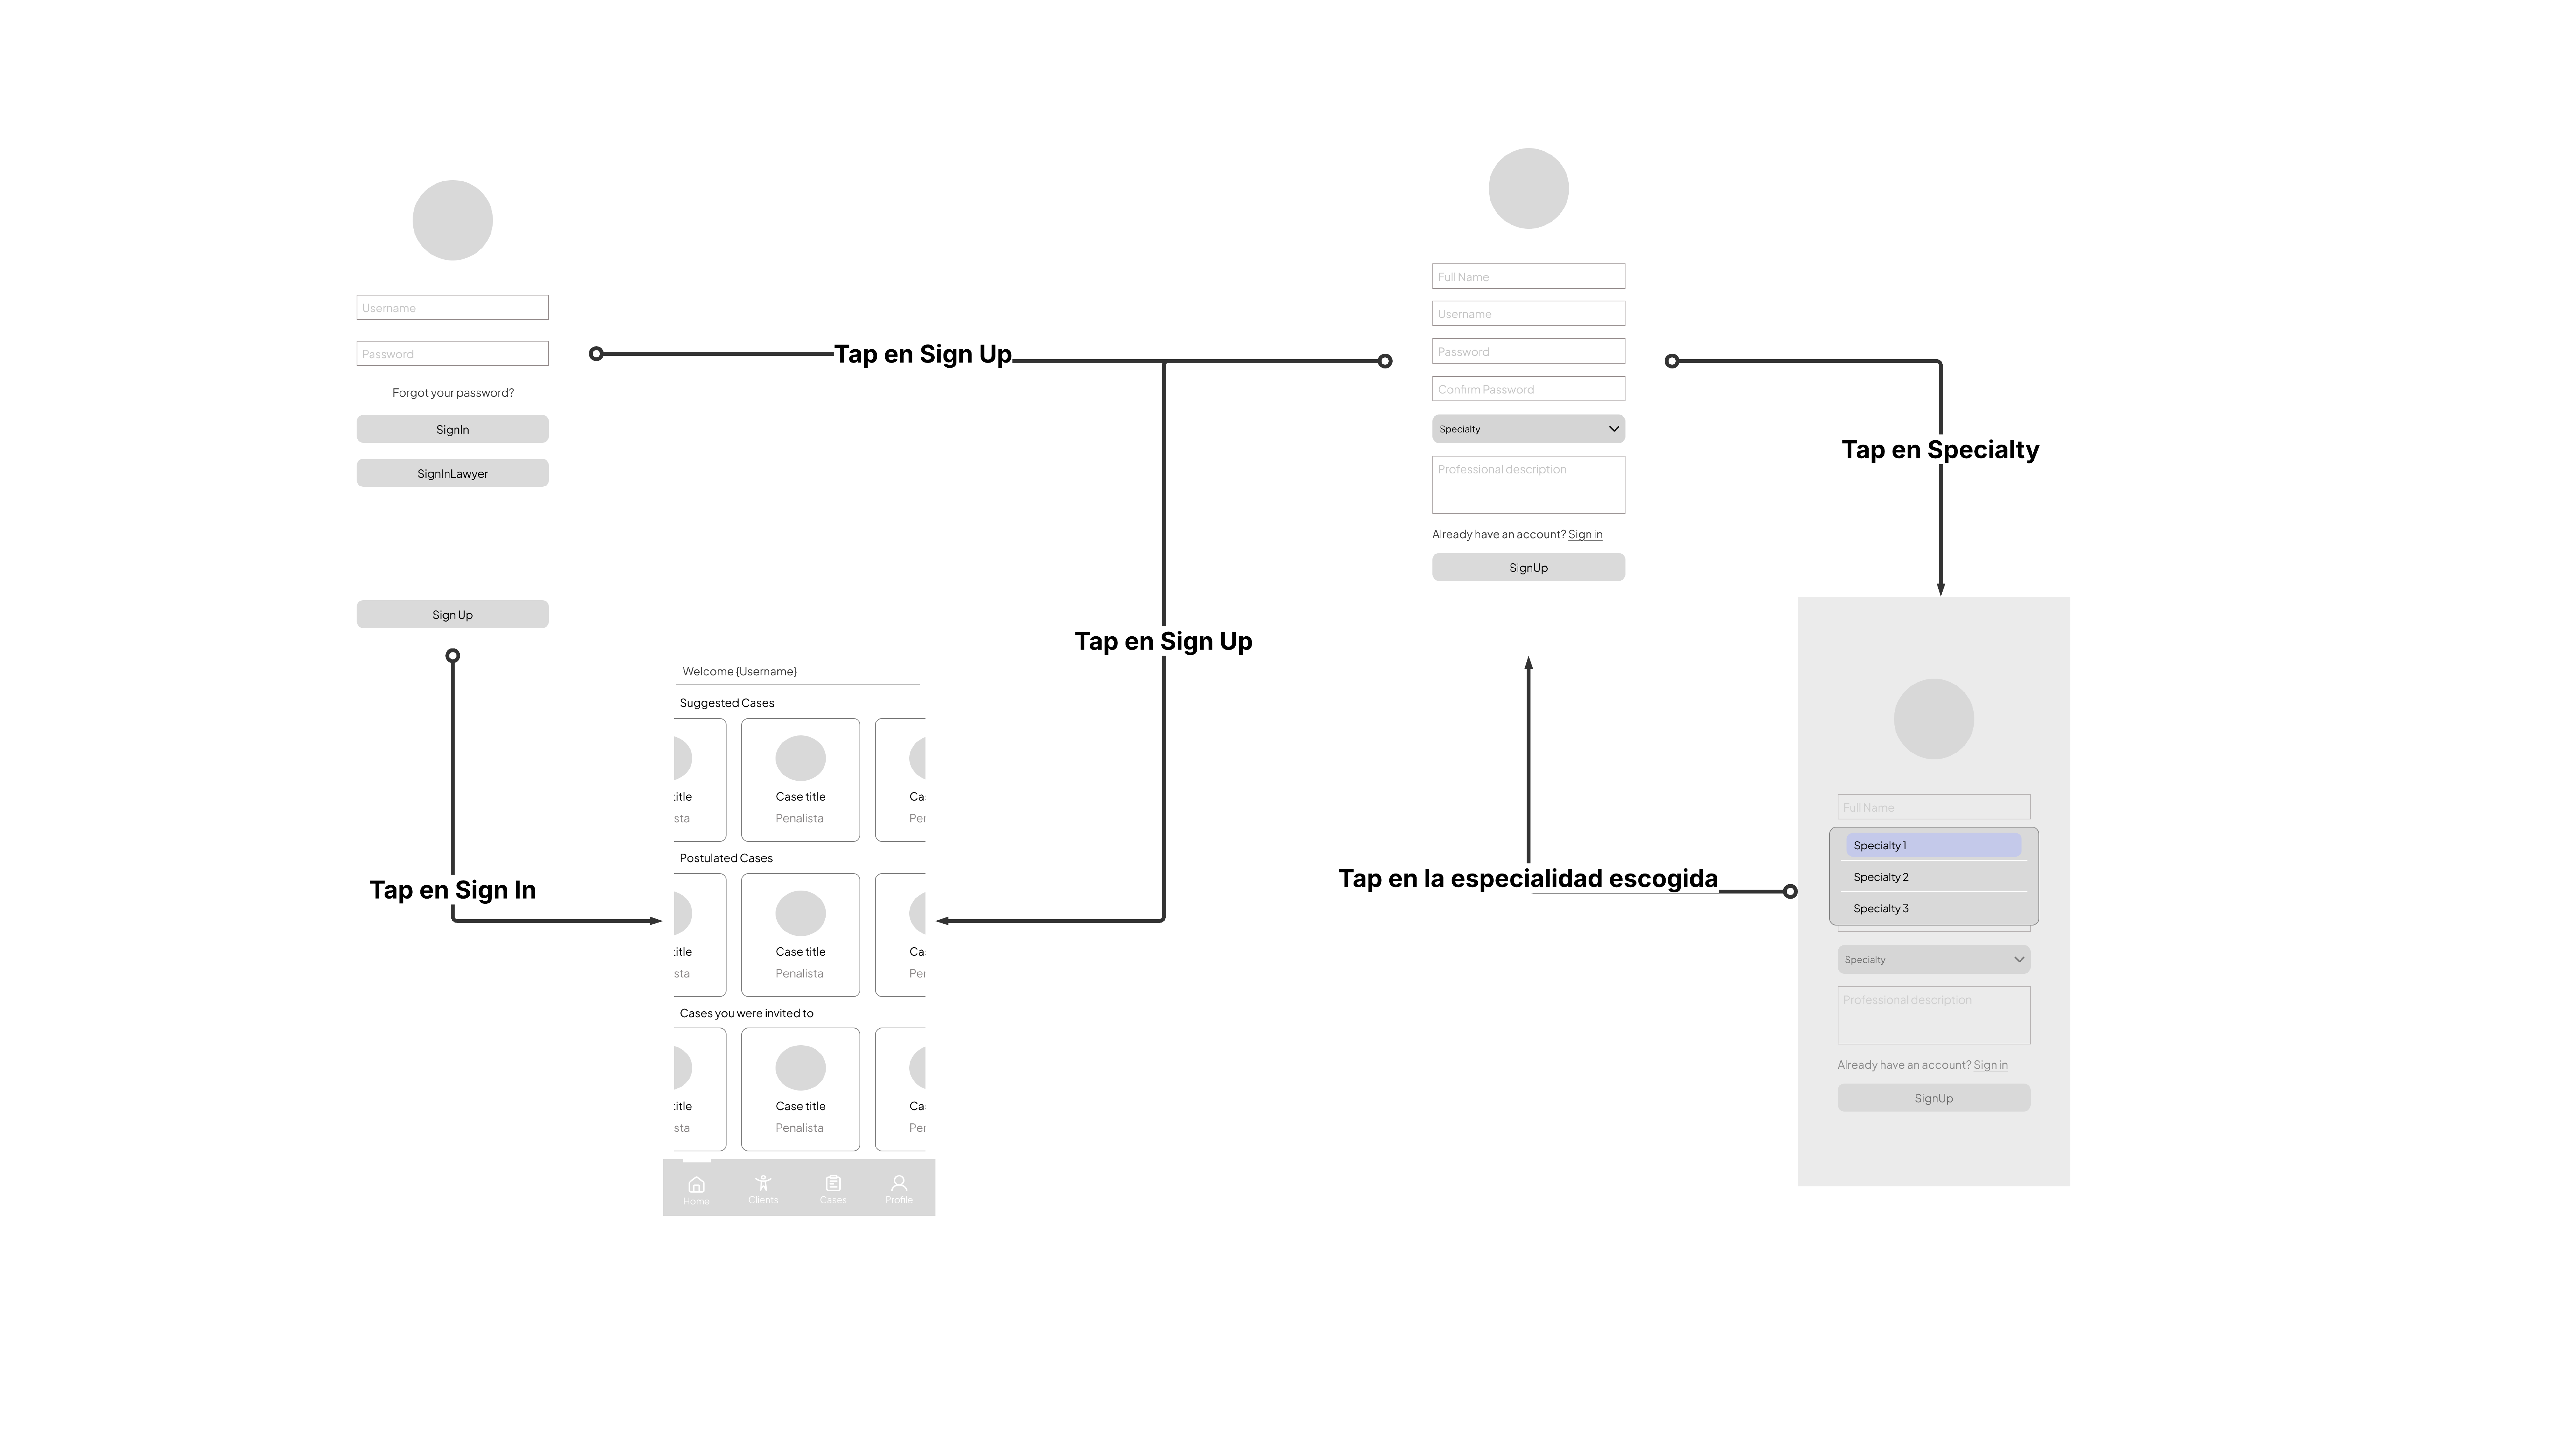 Username
Password
Forgot your password?
SignIn
SignInLawyer
Sign Up
Tap en Sign Up
Tap en Sign In
Welcome {Username}
Suggested Cases
title
sta
Case title
Penalista
Ca
Per
Postulated Cases
title
sta
Case title
Penalista
Ca
Per
Cases you were invited to
title
sta
Case title
Penalista
Ca
Per
Home
Clients
Cases
Profile
Tap en Sign Up
Full Name
Username
Password
Confirm Password
Specialty
Professional description
Already have an account? Sign in
SignUp
Tap en Specialty
Tap en la especialidad escogida
Full Name
Specialty 1
Specialty 2
Specialty 3
Specialty
Professional description
Already have an account? Sign in
SignUp